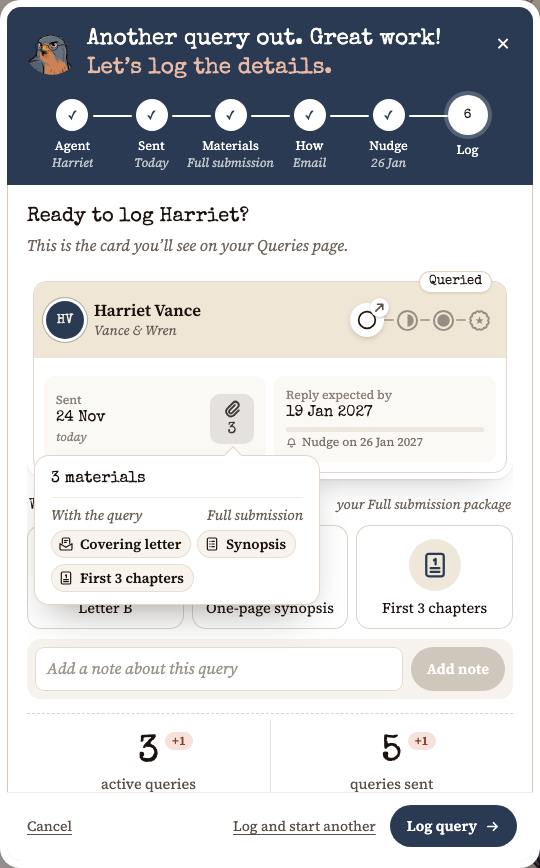 Another query out. Great work!
Let's log the details.
✓ ✓ ✓ ✓ ✓ 6
Agent Sent Materials How Nudge Log
Harriet Today Full submission Email 26 Jan
Ready to log Harriet?
This is the card you'll see on your Queries page.
Queried
HV
Harriet Vance
Vance & Wren
Sent
24 Nov
today
3
Reply expected by
19 Jan 2027
Nudge on 26 Jan 2027
3 materials
With the query Full submission
Covering letter Synopsis
First 3 chapters
your Full submission package
Letter B One-page synopsis First 3 chapters
Add a note about this query Add note
3 +1 5 +1
active queries queries sent
Cancel Log and start another Log query →